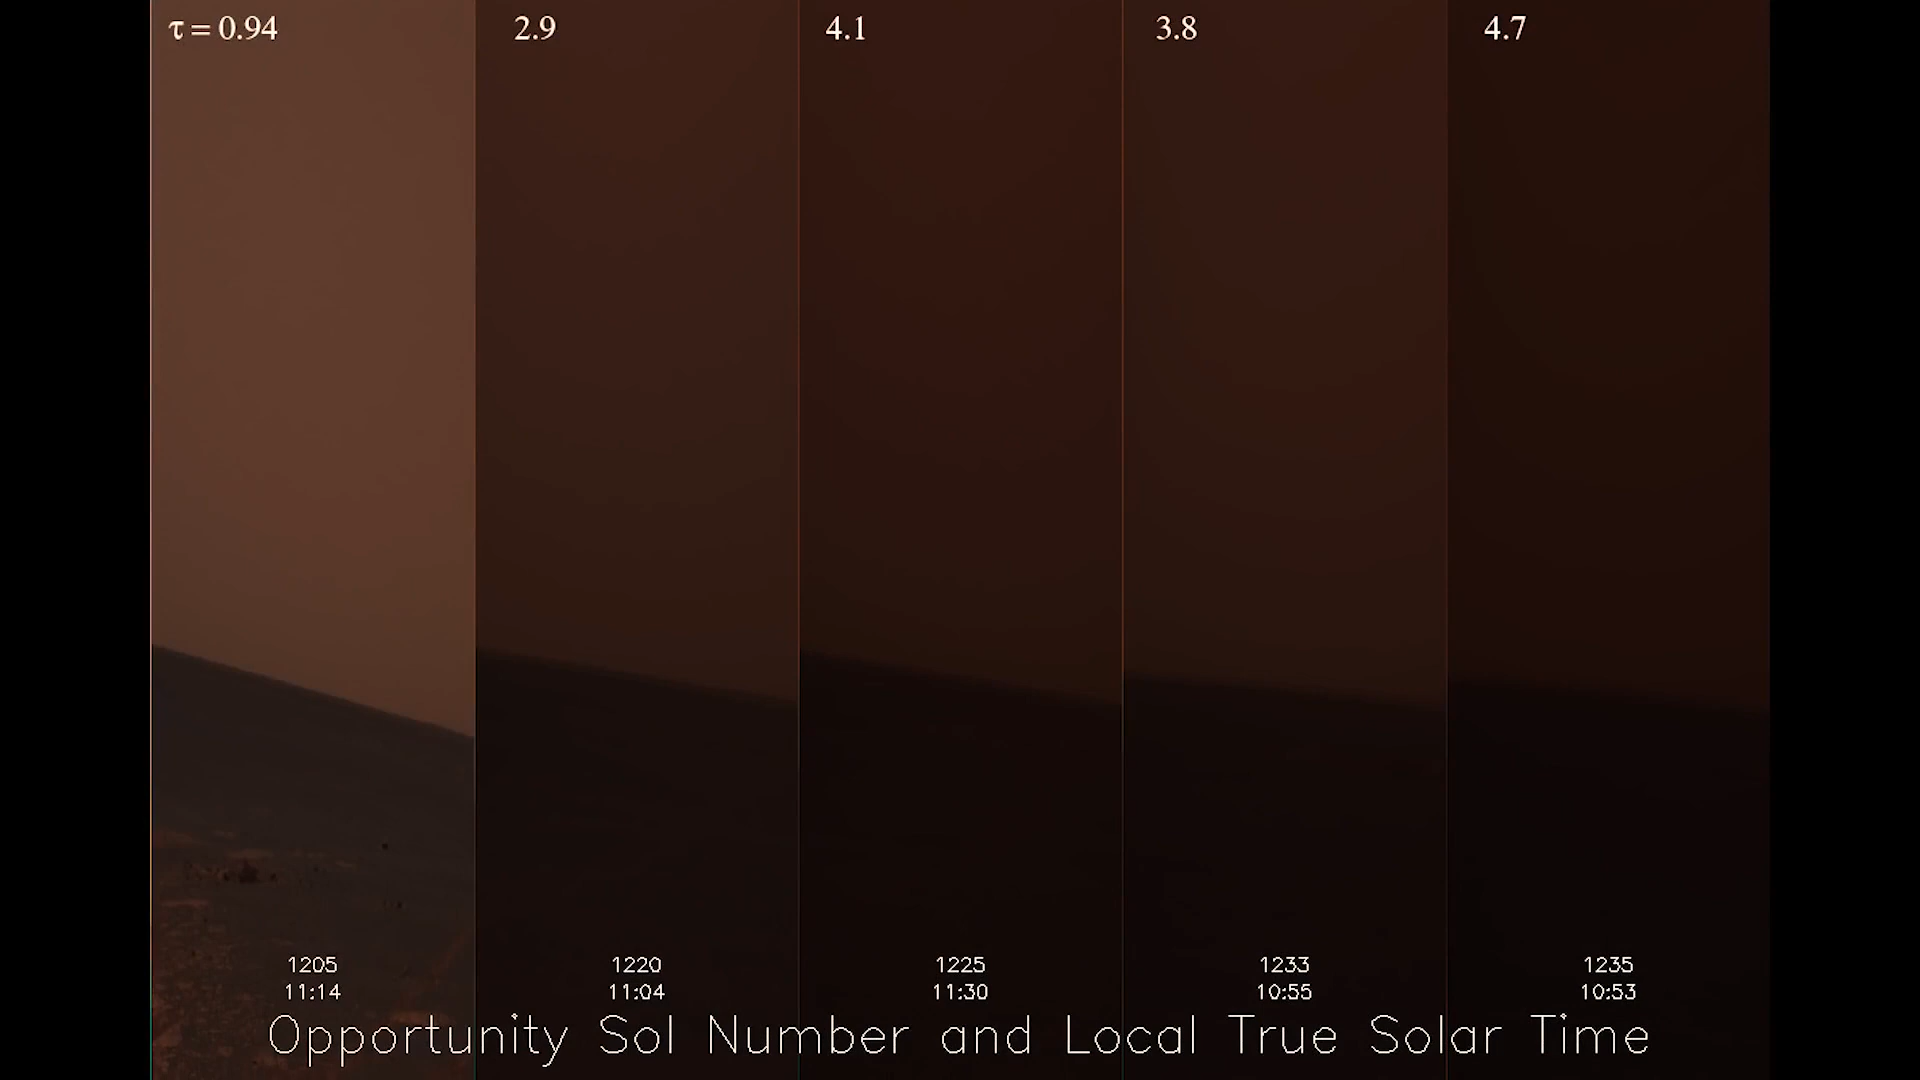 τ = 0.94 2.9 4.1 3.8 4.7
1205 1220 1225 1233 1235
11:14 11:04 11:30 10:55 10:53
Opportunity Sol Number and Local True Solar Time